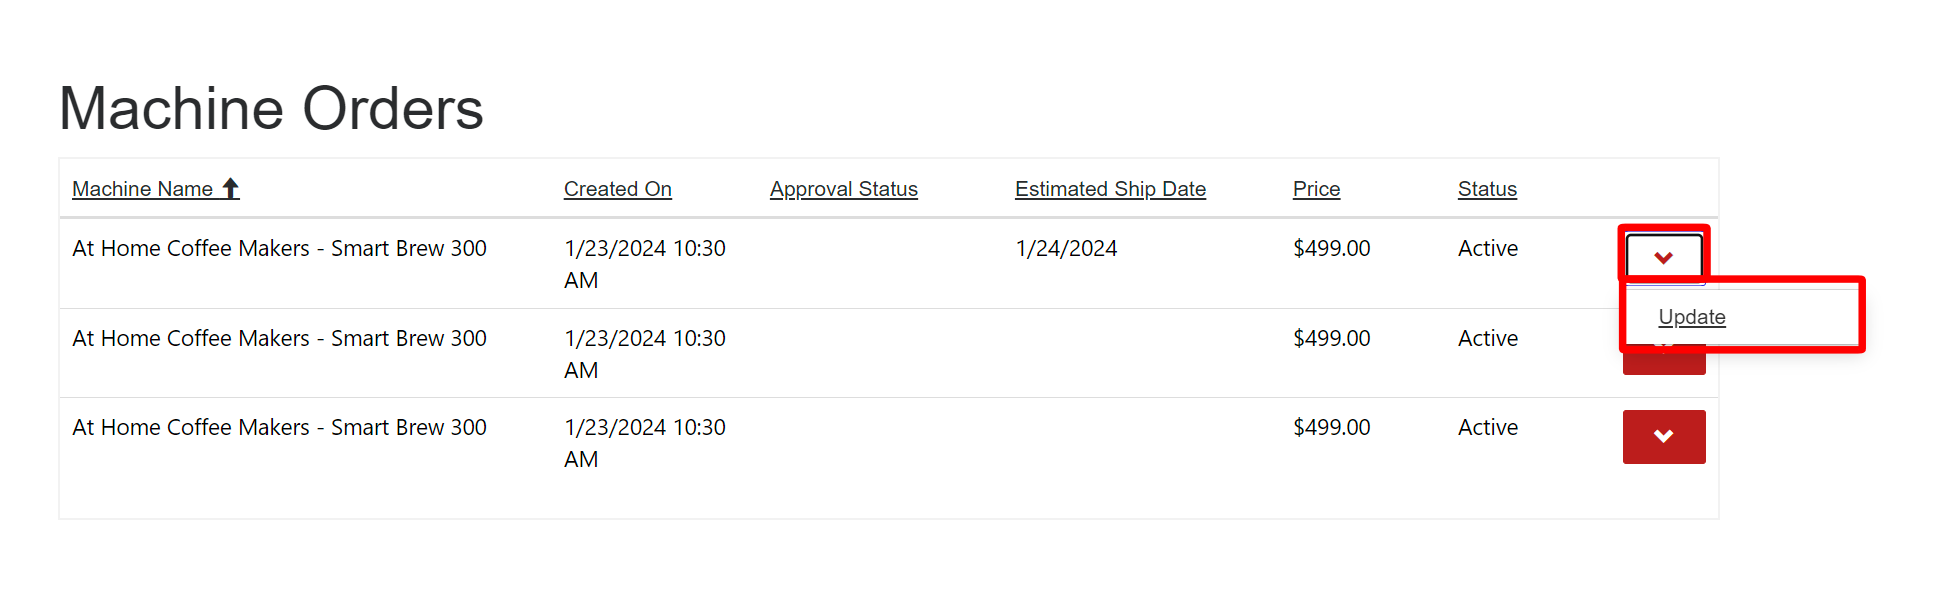 Machine Orders
Machine Name Created On Approval Status Estimated Ship Date Price Status
At Home Coffee Makers - Smart Brew 300 1/23/2024 10:30 1/24/2024 $499.00 Active
AM
Update
At Home Coffee Makers - Smart Brew 300 1/23/2024 10:30 $499.00 Active
AM
At Home Coffee Makers - Smart Brew 300 1/23/2024 10:30 $499.00 Active
AM